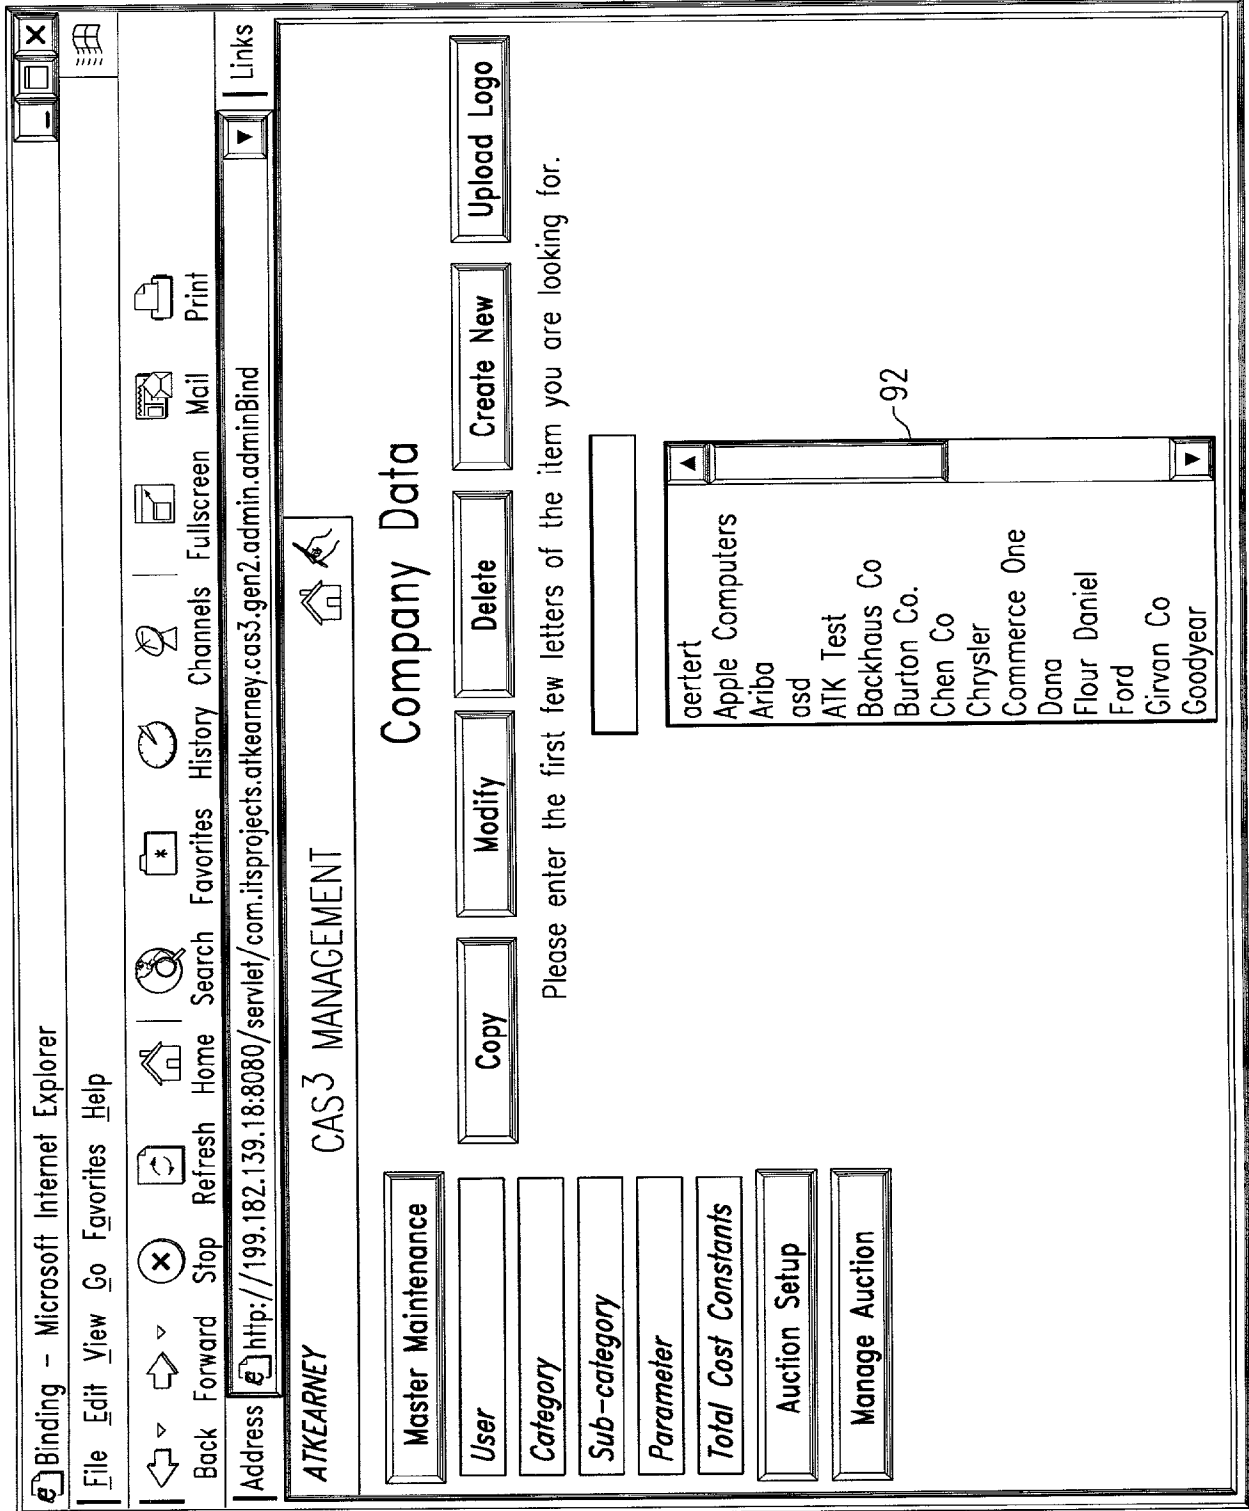 Binding - Microsoft Internet Explorer
File Edit View Go Favorites Help
Back Forward Stop Refresh Home Search Favorites History Channels Fullscreen Mail Print
Address http://199.182.139.18:8080/servlet/com.itsprojects.atkearney.cas3.gen2.admin.adminBind Links
ATKEARNEY CAS3 MANAGEMENT
Company Data
Master Maintenance
User
Category
Sub-category
Parameter
Total Cost Constants
Auction Setup
Manage Auction
Copy Modify Delete Create New Upload Logo
Please enter the first few letters of the item you are looking for.
aertert
Apple Computers
Ariba
asd
ATK Test
Backhaus Co
Burton Co.
Chen Co
Chrysler
Commerce One
Dana
Flour Daniel
Ford
Girvan Co
Goodyear
92